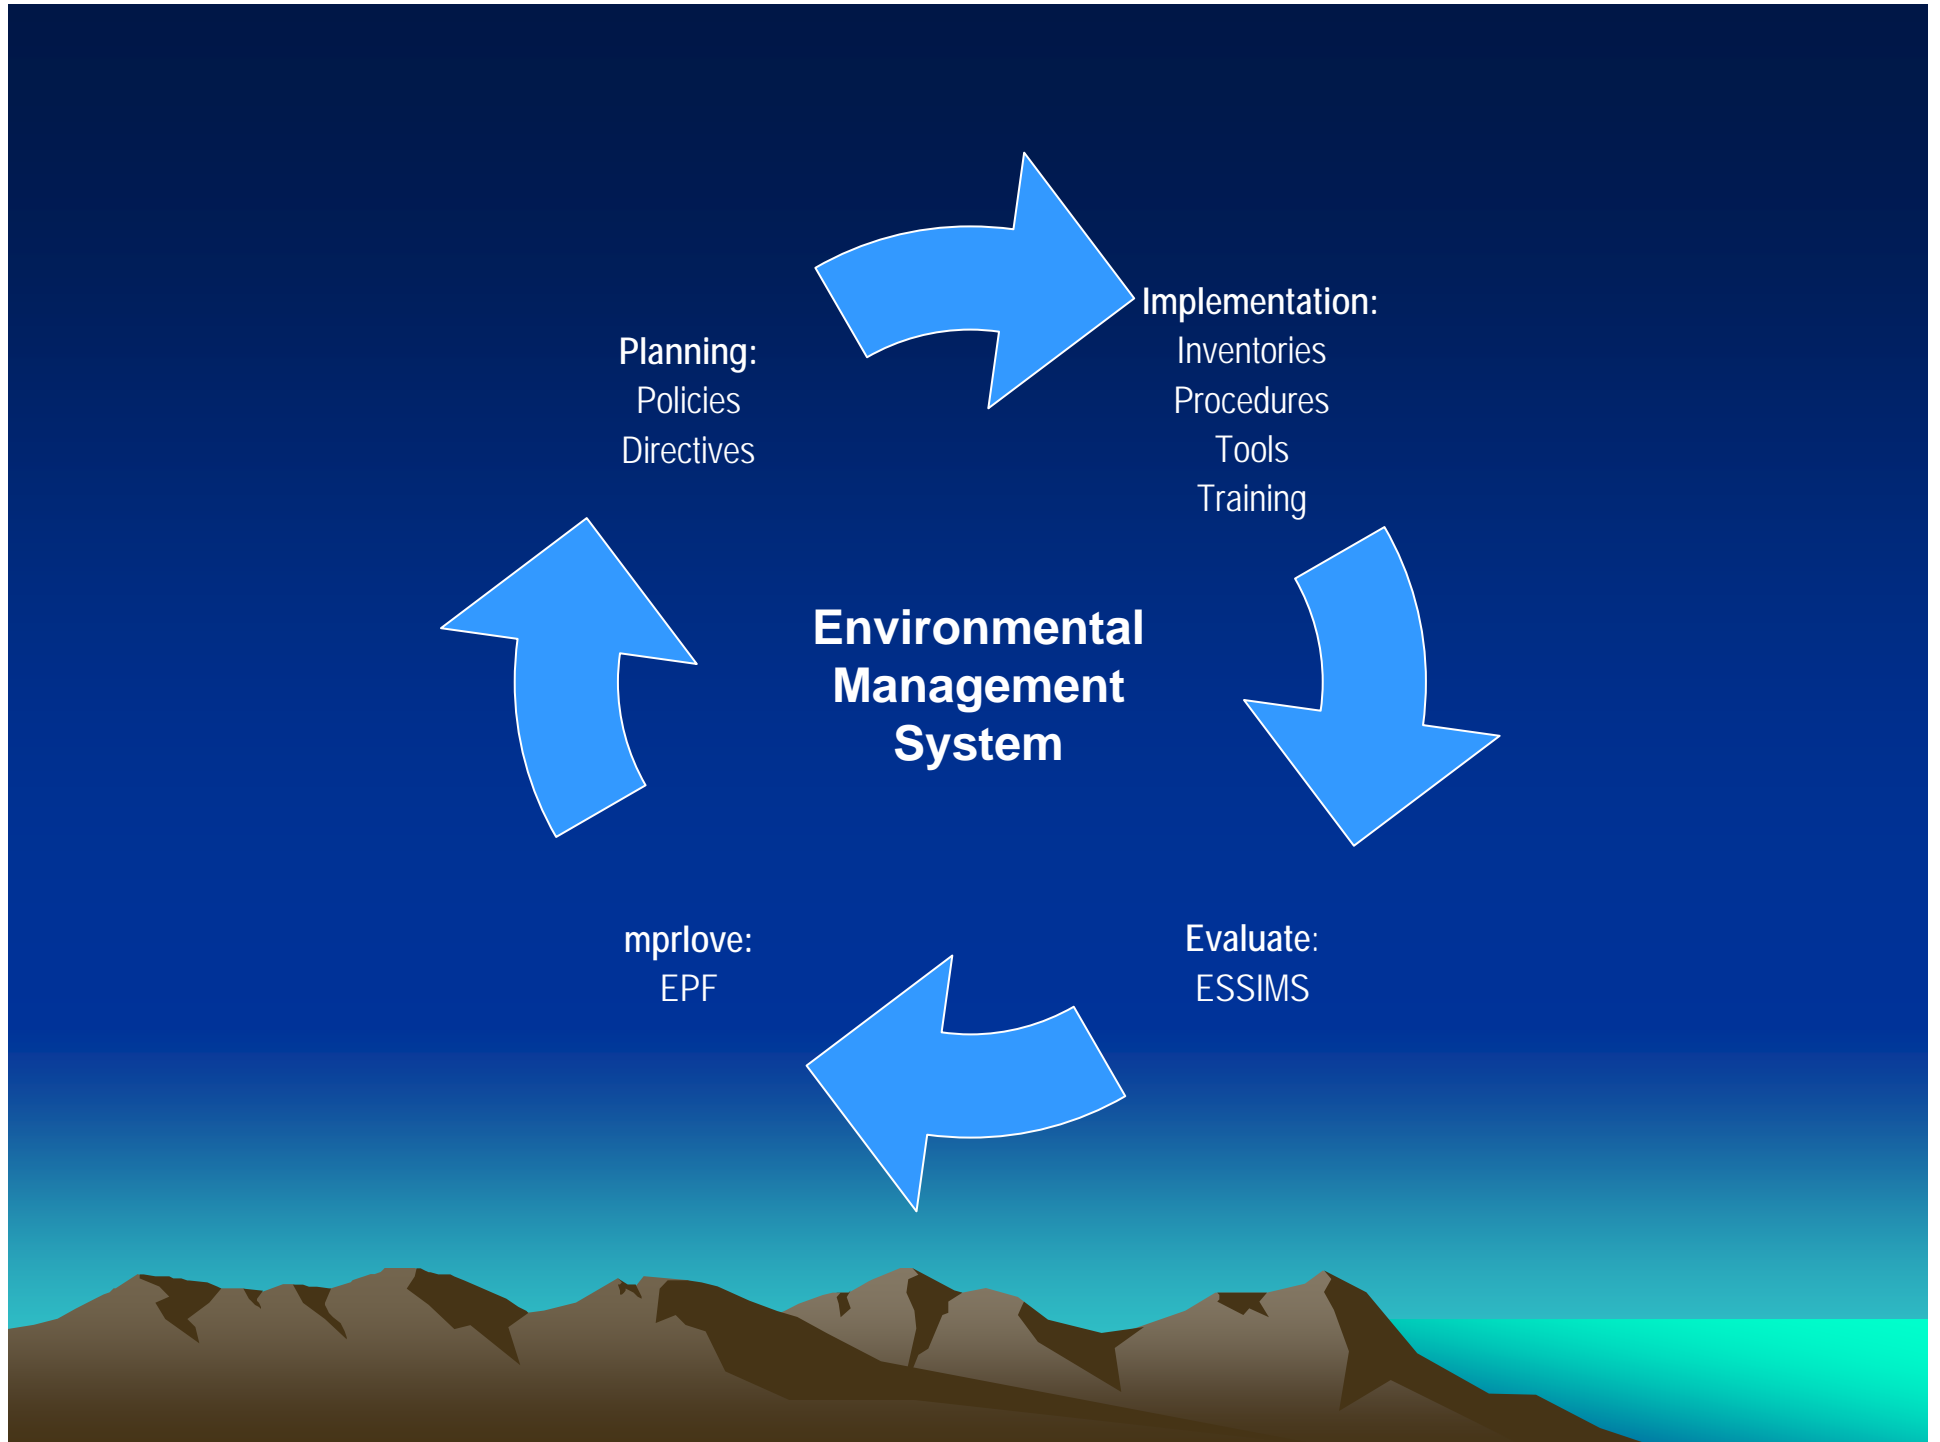 Planning:
Policies
Directives
Implementation:
Inventories
Procedures
Tools
Training
Environmental
Management
System
mprlove:
EPF
Evaluate:
ESSIMS